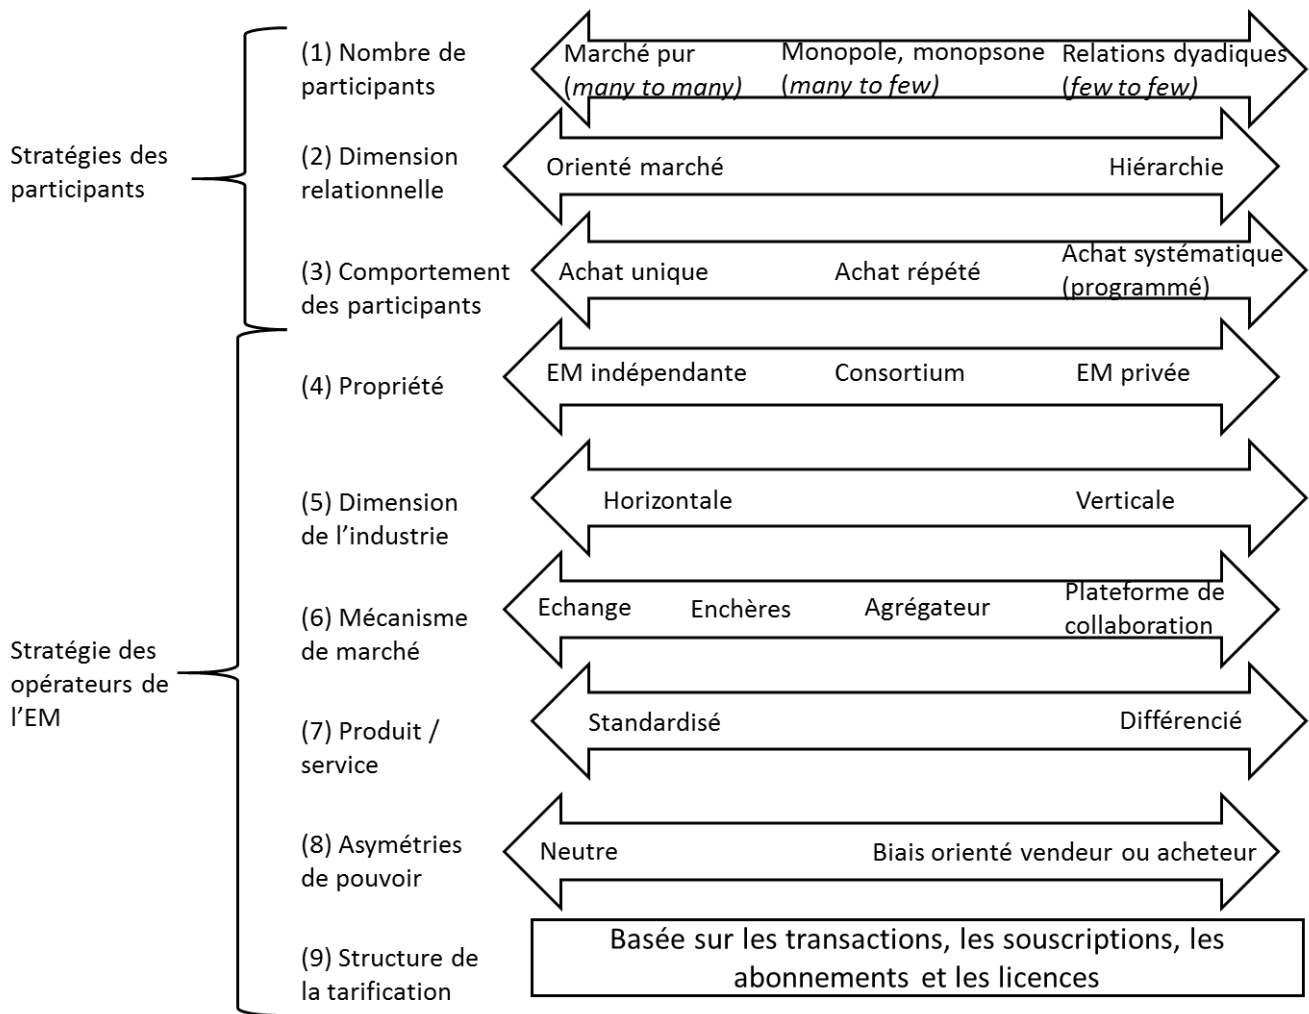 (1) Nombre de
participants
Marché pur
(many to many)
Monopole, monopsone
(many to few)
Relations dyadiques
(few to few)
Stratégies des
participants
(2) Dimension
relationnelle
Orienté marché
Hiérarchie
(3) Comportement
des participants
Achat unique
Achat répété
Achat systématique
(programmé)
(4) Propriété
EM indépendante
Consortium
EM privée
(5) Dimension
de l’industrie
Horizontale
Verticale
(6) Mécanisme
de marché
Echange
Enchères
Agrégateur
Plateforme de
collaboration
Stratégie des
opérateurs de
l’EM
(7) Produit /
service
Standardisé
Différencié
(8) Asymétries
de pouvoir
Neutre
Biais orienté vendeur ou acheteur
(9) Structure de
la tarification
Basée sur les transactions, les souscriptions, les
abonnements et les licences